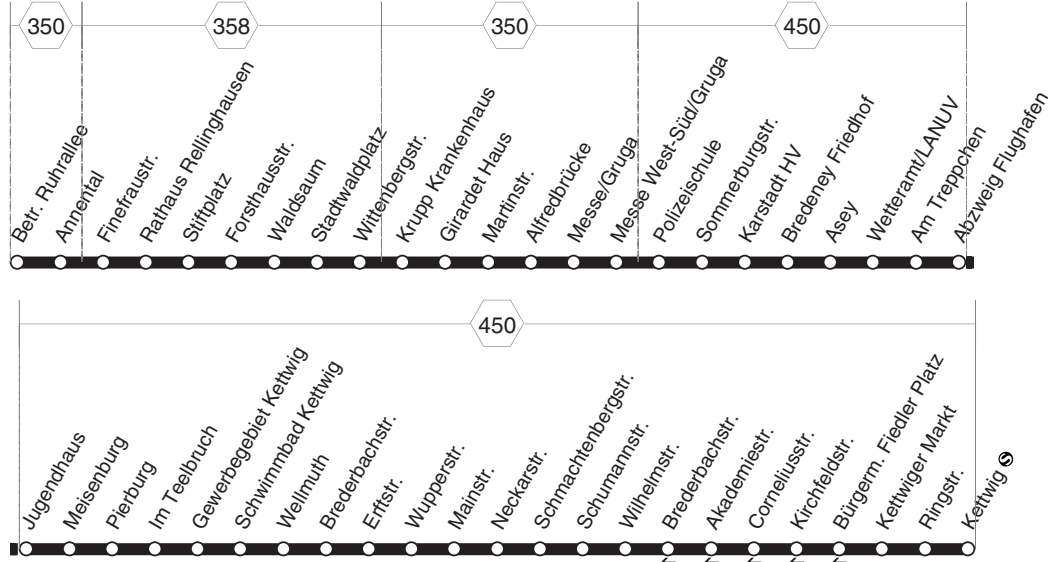 350
358
350
450
Betr. Ruhrallee
Annental
Finefraustr.
Rathaus Rellinghausen
Stiftplatz
Forsthausstr.
Waldsaum
Stadtwaldplatz
Wittenbergstr.
Krupp Krankenhaus
Girardet Haus
Martinstr.
Alfredbrücke
Messe/Gruga
Messe West-Süd/Gruga
Polizeischule
Sommerburgstr.
Karstadt HV
Bredeney Friedhof
Asey
Wetteramt/LANUV
Am Treppchen
Abzweig Flughafen
450
Jugendhaus
Meisenburg
Pierburg
Im Teelbruch
Gewerbegebiet Kettwig
Schwimmbad Kettwig
Wellmuth
Brederbachstr.
Erftstr.
Wupperstr.
Mainstr.
Neckarstr.
Schmachtenbergstr.
Schumannstr.
Wilhelmstr.
Brederbachstr.
Akademiestr.
Corneliusstr.
Kirchfeldstr.
Bürgerm. Fiedler Platz
Kettwiger Markt
Ringstr.
Kettwig S